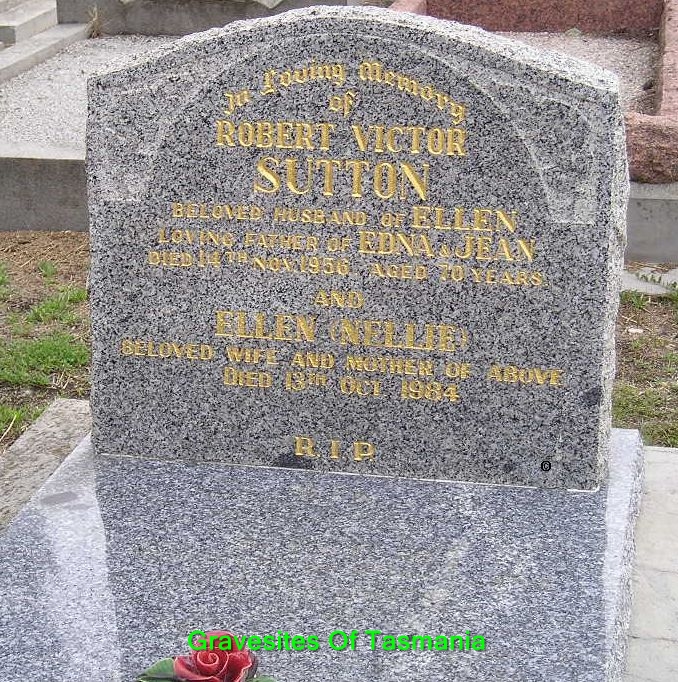 In Loving Memory
of
ROBERT VICTOR
SUTTON
BELOVED HUSBAND OF ELLEN
LOVING FATHER OF EDNA & JEAN
DIED 14TH NOV. 1956. AGED 70 YEARS.
AND
ELLEN (NELLIE)
BELOVED WIFE AND MOTHER OF ABOVE
DIED 13TH OCT 1984
R.I.P.
Gravesites Of Tasmania